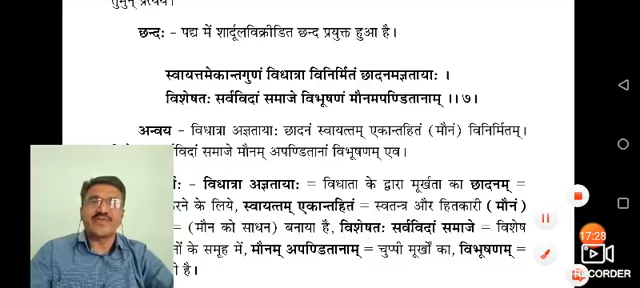 तुमुन् प्रत्यय।
छन्दः - पद्य में शार्दूलविक्रीडित छन्द प्रयुक्त हुआ है।
स्वायत्तमेकान्तगुणं विधात्रा विनिर्मितं छादनमज्ञतायाः ।
विशेषतः सर्वविदां समाजे विभूषणं मौनमपण्डितानाम् ।। ७।
अन्वय - विधात्रा अज्ञतायाः छादनं स्वायत्तम् एकान्तहितं (मौनं) विनिर्मितम्।
समाजे मौनम् अपण्डितानां विभूषणम् एव।
- विधात्रा अज्ञतायाः = विधाता के द्वारा मूर्खता का छादनम् =
के लिये, स्वायत्तम् एकान्तहितं = स्वतन्त्र और हितकारी (मौनं)
= (मौन को साधन) बनाया है, विशेषतः सर्वविदां समाजे = विशेष
के समूह में, मौनम् अपण्डितानाम् = चुप्पी मूर्खों का, विभूषणम् =
है।
17:28
RECORDER